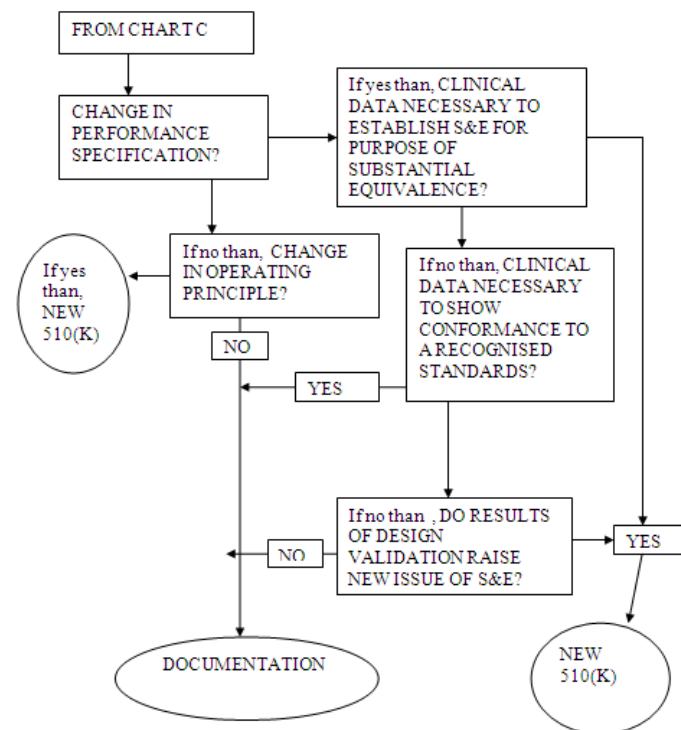 FROM CHART C
CHANGE IN
PERFORMANCE
SPECIFICATION?
If yes than, CLINICAL
DATA NECESSARY TO
ESTABLISH S&E FOR
PURPOSE OF
SUBSTANTIAL
EQUIVALENCE?
If yes
than,
NEW
510(K)
If no than, CHANGE
IN OPERATING
PRINCIPLE?
If no than, CLINICAL
DATA NECESSARY
TO SHOW
CONFORMANCE TO
A RECOGNISED
STANDARDS?
NO
YES
If no than , DO RESULTS
OF DESIGN
VALIDATION RAISE
NEW ISSUE OF S&E?
NO
YES
DOCUMENTATION
NEW
510(K)